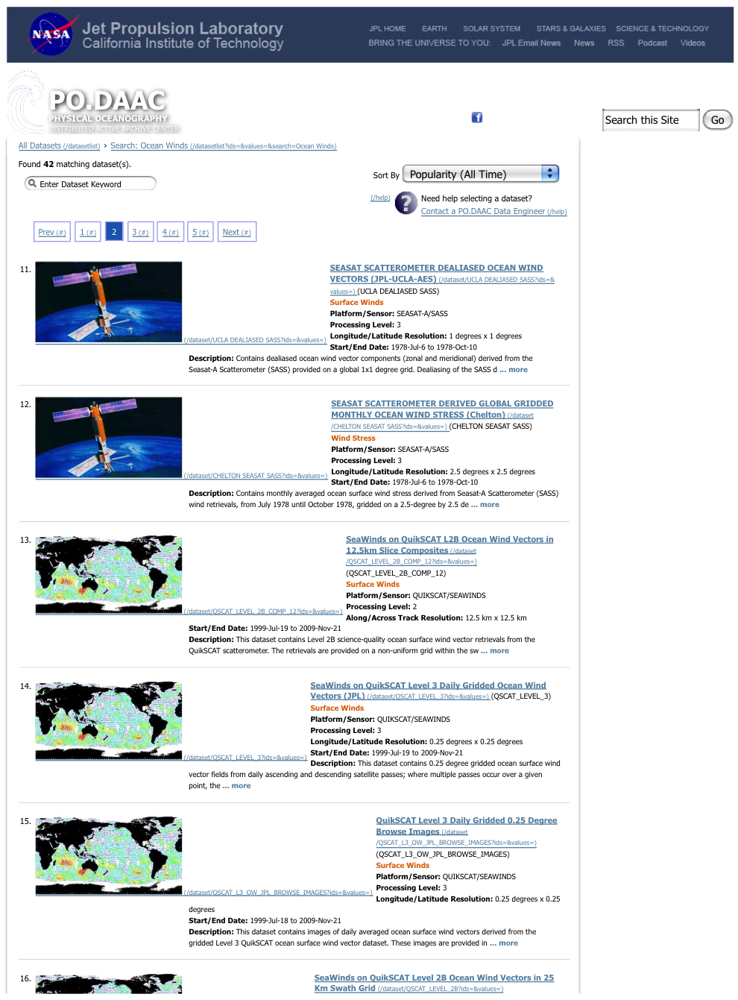 NASA
Jet Propulsion Laboratory
California Institute of Technology
JPL HOME EARTH SOLAR SYSTEM STARS & GALAXIES SCIENCE & TECHNOLOGY
BRING THE UNIVERSE TO YOU: JPL Email News News RSS Podcast Videos
PO.DAAC
PHYSICAL OCEANOGRAPHY
DISTRIBUTED ACTIVE ARCHIVE CENTER
f
Search this Site Go
All Datasets (/datasetlist) › Search: Ocean Winds (/datasetlist?ids=&values=&search=Ocean Winds)
Found 42 matching dataset(s).
Enter Dataset Keyword
Sort By Popularity (All Time)
(/help) ? Need help selecting a dataset?
Contact a PO.DAAC Data Engineer (/help)
Prev (#) 1 (#) 2 3 (#) 4 (#) 5 (#) Next (#)
11.
(/dataset/UCLA DEALIASED SASS?ids=&values=)
SEASAT SCATTEROMETER DEALIASED OCEAN WIND
VECTORS (JPL-UCLA-AES) (/dataset/UCLA DEALIASED SASS?ids=&
values=) (UCLA DEALIASED SASS)
Surface Winds
Platform/Sensor: SEASAT-A/SASS
Processing Level: 3
Longitude/Latitude Resolution: 1 degrees x 1 degrees
Start/End Date: 1978-Jul-6 to 1978-Oct-10
Description: Contains dealiased ocean wind vector components (zonal and meridional) derived from the
Seasat-A Scatterometer (SASS) provided on a global 1x1 degree grid. Dealiasing of the SASS d ... more
12.
(/dataset/CHELTON SEASAT SASS?ids=&values=)
SEASAT SCATTEROMETER DERIVED GLOBAL GRIDDED
MONTHLY OCEAN WIND STRESS (Chelton) (/dataset
/CHELTON SEASAT SASS?ids=&values=) (CHELTON SEASAT SASS)
Wind Stress
Platform/Sensor: SEASAT-A/SASS
Processing Level: 3
Longitude/Latitude Resolution: 2.5 degrees x 2.5 degrees
Start/End Date: 1978-Jul-6 to 1978-Oct-10
Description: Contains monthly averaged ocean surface wind stress derived from Seasat-A Scatterometer (SASS)
wind retrievals, from July 1978 until October 1978, gridded on a 2.5-degree by 2.5 de ... more
13.
(/dataset/QSCAT_LEVEL_2B_COMP_12?ids=&values=)
SeaWinds on QuikSCAT L2B Ocean Wind Vectors in
12.5km Slice Composites (/dataset
/QSCAT_LEVEL_2B_COMP_12?ids=&values=)
(QSCAT_LEVEL_2B_COMP_12)
Surface Winds
Platform/Sensor: QUIKSCAT/SEAWINDS
Processing Level: 2
Along/Across Track Resolution: 12.5 km x 12.5 km
Start/End Date: 1999-Jul-19 to 2009-Nov-21
Description: This dataset contains Level 2B science-quality ocean surface wind vector retrievals from the
QuikSCAT scatterometer. The retrievals are provided on a non-uniform grid within the sw ... more
14.
(/dataset/QSCAT_LEVEL_3?ids=&values=)
SeaWinds on QuikSCAT Level 3 Daily Gridded Ocean Wind
Vectors (JPL) (/dataset/QSCAT_LEVEL_3?ids=&values=) (QSCAT_LEVEL_3)
Surface Winds
Platform/Sensor: QUIKSCAT/SEAWINDS
Processing Level: 3
Longitude/Latitude Resolution: 0.25 degrees x 0.25 degrees
Start/End Date: 1999-Jul-19 to 2009-Nov-21
Description: This dataset contains 0.25 degree gridded ocean surface wind
vector fields from daily ascending and descending satellite passes; where multiple passes occur over a given
point, the ... more
15.
(/dataset/QSCAT_L3_OW_JPL_BROWSE_IMAGES?ids=&values=)
QuikSCAT Level 3 Daily Gridded 0.25 Degree
Browse Images (/dataset
/QSCAT_L3_OW_JPL_BROWSE_IMAGES?ids=&values=)
(QSCAT_L3_OW_JPL_BROWSE_IMAGES)
Surface Winds
Platform/Sensor: QUIKSCAT/SEAWINDS
Processing Level: 3
Longitude/Latitude Resolution: 0.25 degrees x 0.25
degrees
Start/End Date: 1999-Jul-18 to 2009-Nov-21
Description: This dataset contains images of daily averaged ocean surface wind vectors derived from the
gridded Level 3 QuikSCAT ocean surface wind vector dataset. These images are provided in ... more
16.
SeaWinds on QuikSCAT Level 2B Ocean Wind Vectors in 25
Km Swath Grid (/dataset/QSCAT_LEVEL_2B?ids=&values=)